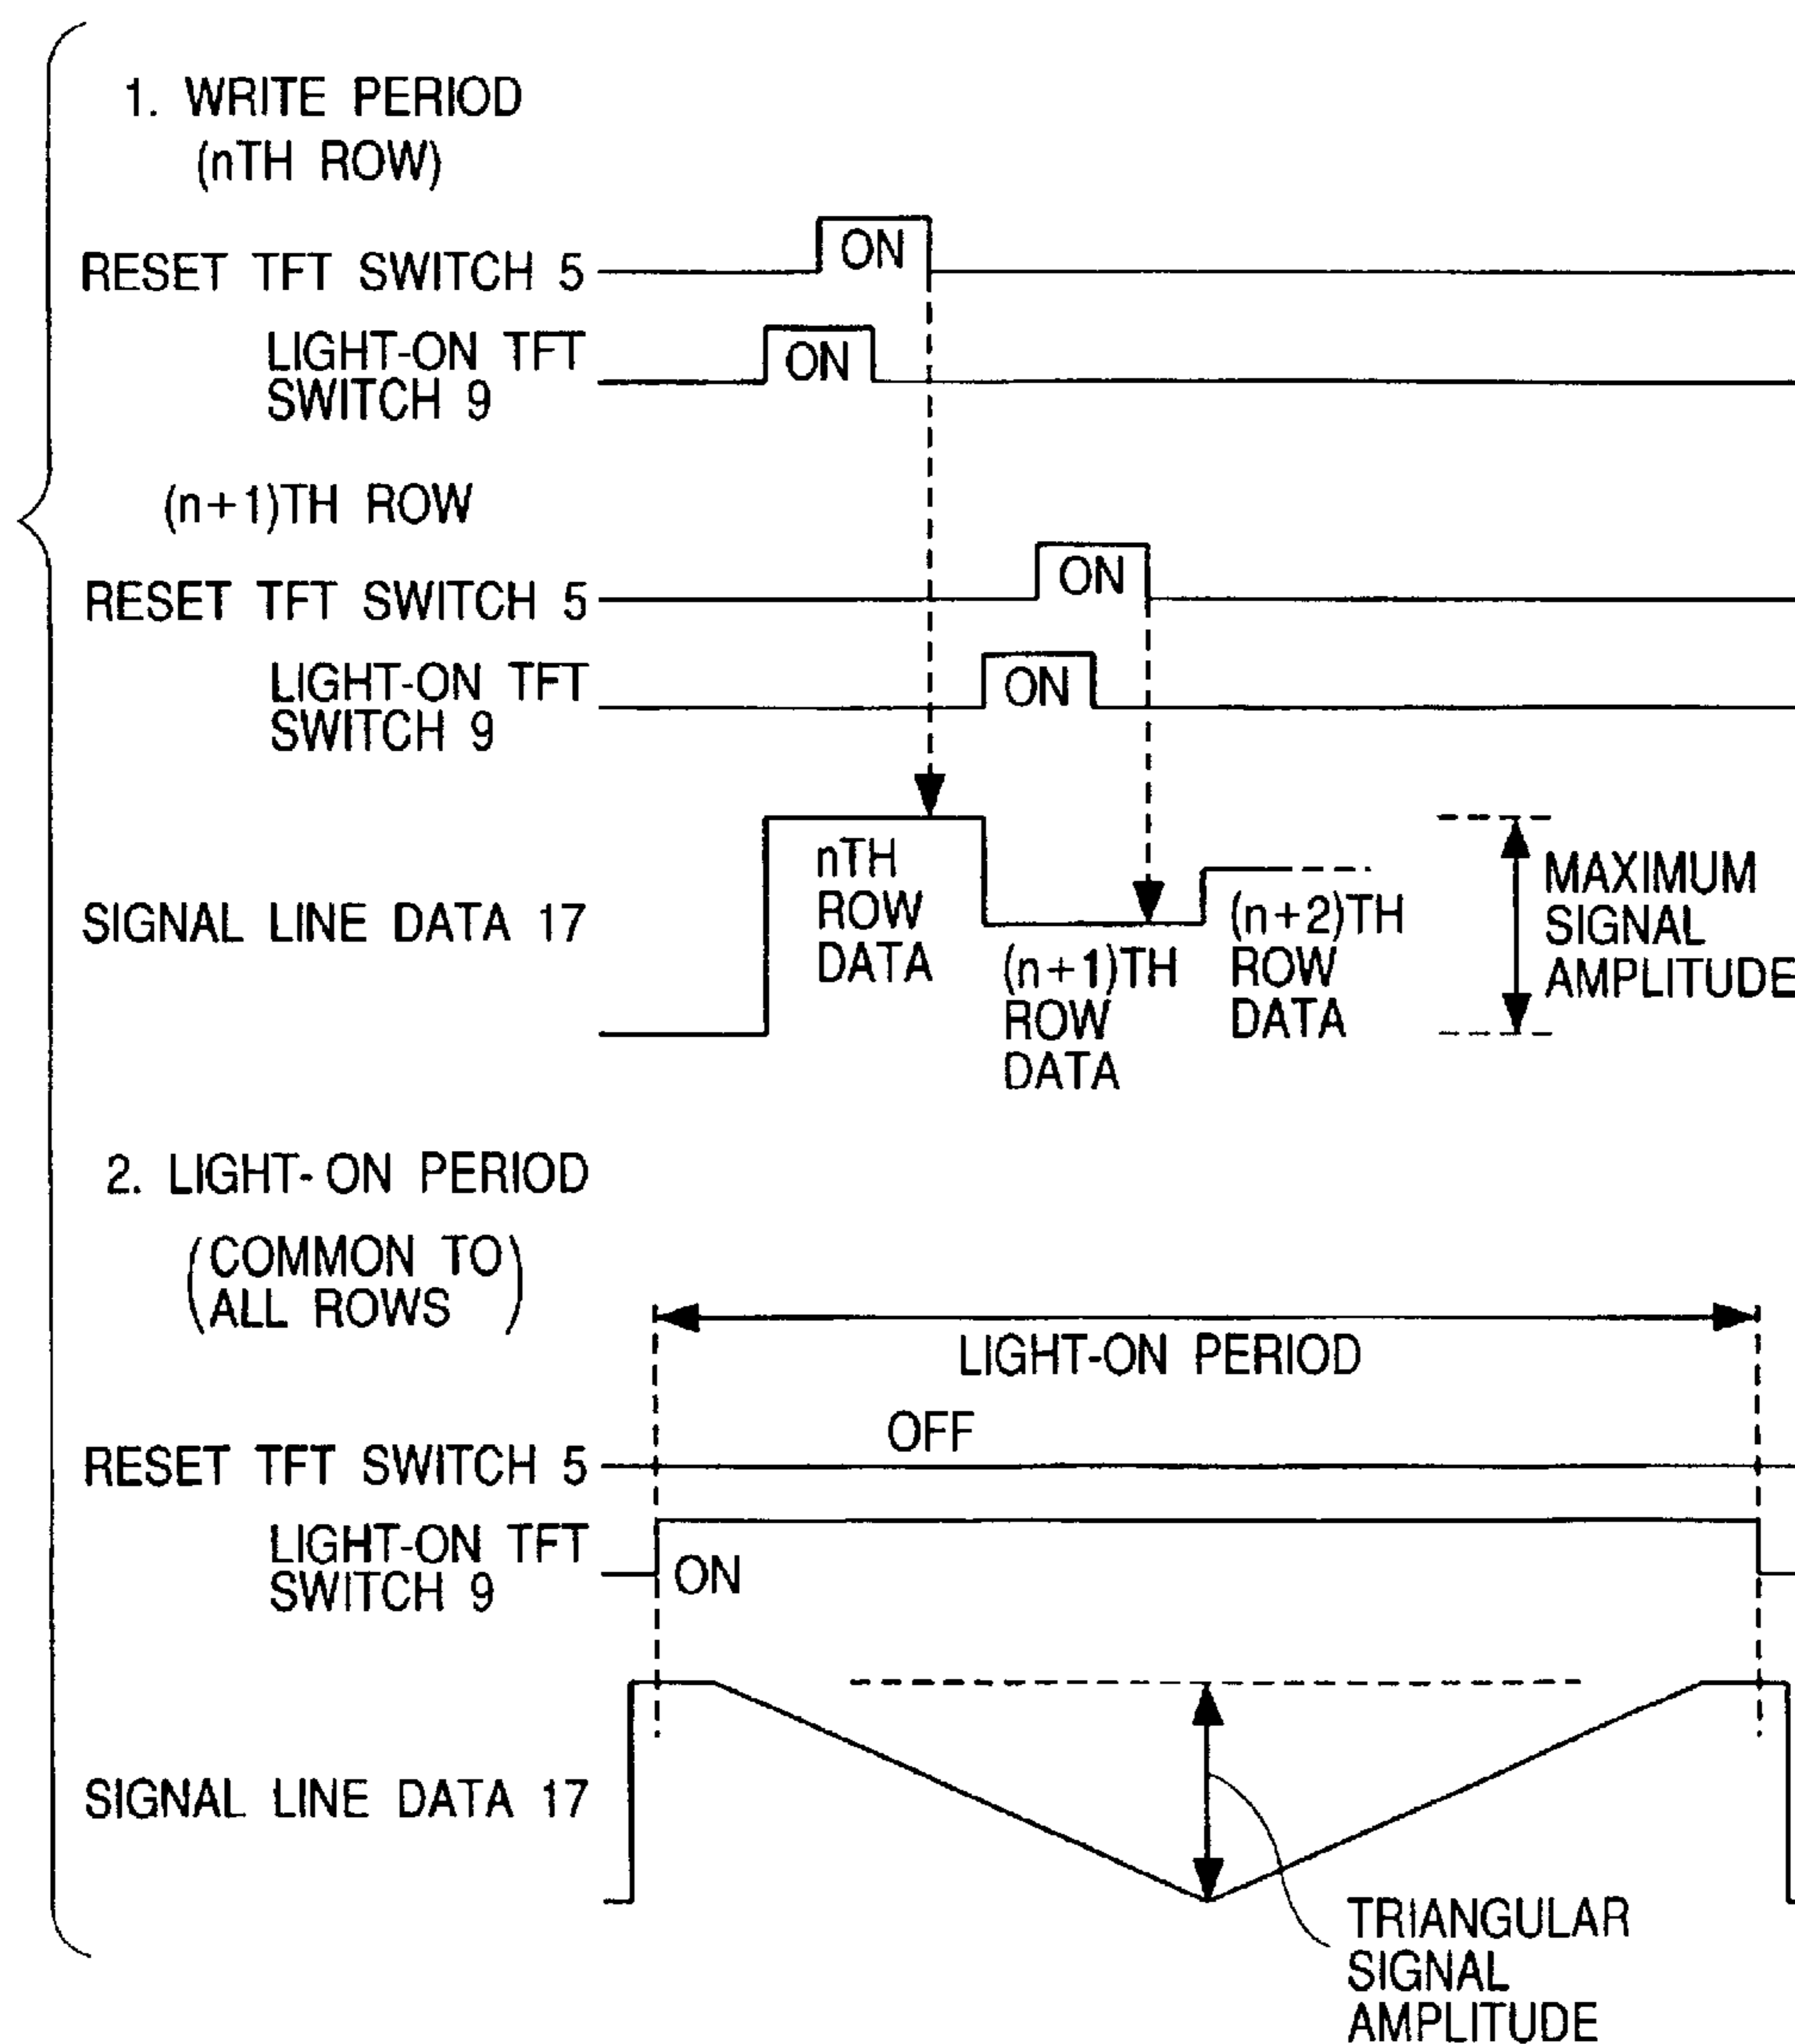 1. WRITE PERIOD
(nTH ROW)
RESET TFT SWITCH 5
ON
LIGHT-ON TFT
SWITCH 9
ON
(n+1)TH ROW
RESET TFT SWITCH 5
ON
LIGHT-ON TFT
SWITCH 9
ON
SIGNAL LINE DATA 17
nTH
ROW
DATA
(n+1)TH
ROW
DATA
(n+2)TH
ROW
DATA
MAXIMUM
SIGNAL
AMPLITUDE
2. LIGHT-ON PERIOD
(COMMON TO
ALL ROWS)
LIGHT-ON PERIOD
RESET TFT SWITCH 5
OFF
LIGHT-ON TFT
SWITCH 9
ON
SIGNAL LINE DATA 17
TRIANGULAR
SIGNAL
AMPLITUDE